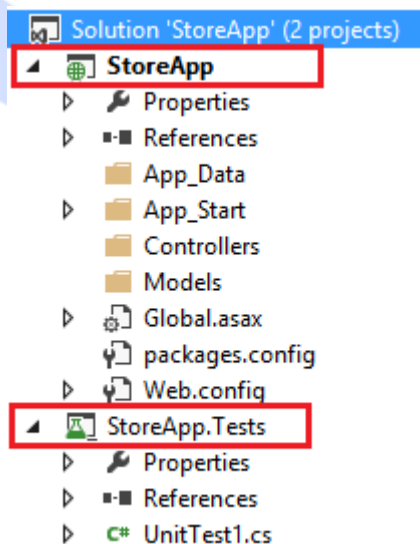 Solution 'StoreApp' (2 projects)
StoreApp
Properties
References
App_Data
App_Start
Controllers
Models
Global.asax
packages.config
Web.config
StoreApp.Tests
Properties
References
C# UnitTest1.cs